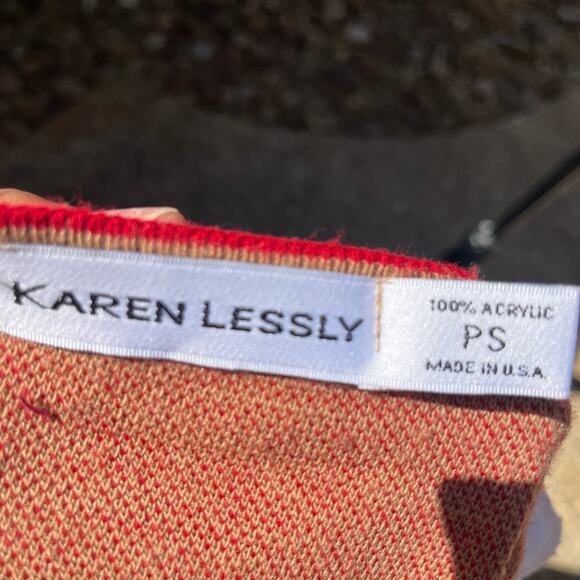 KAREN LESSLY
100% ACRYLIC
PS
MADE IN U.S.A.